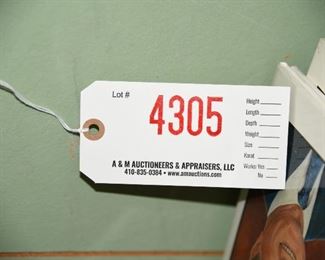 Lot #
4305
Height
Length
Depth
Weight
Size
Karat
Works Yes
No
A & M AUCTIONEERS & APPRAISERS, LLC
410-835-0384 • www.amauctions.com